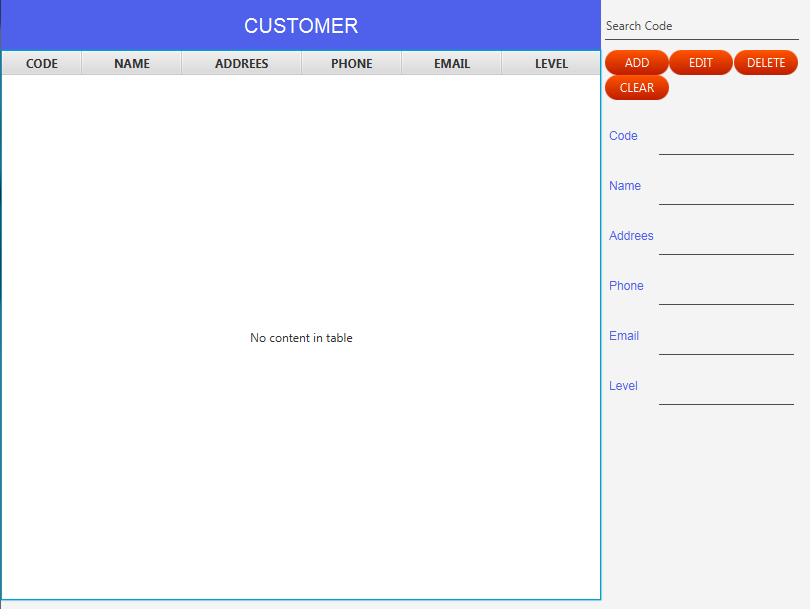 CUSTOMER
CODE NAME ADDREES PHONE EMAIL LEVEL
No content in table
Search Code
ADD EDIT DELETE
CLEAR
Code
Name
Addrees
Phone
Email
Level